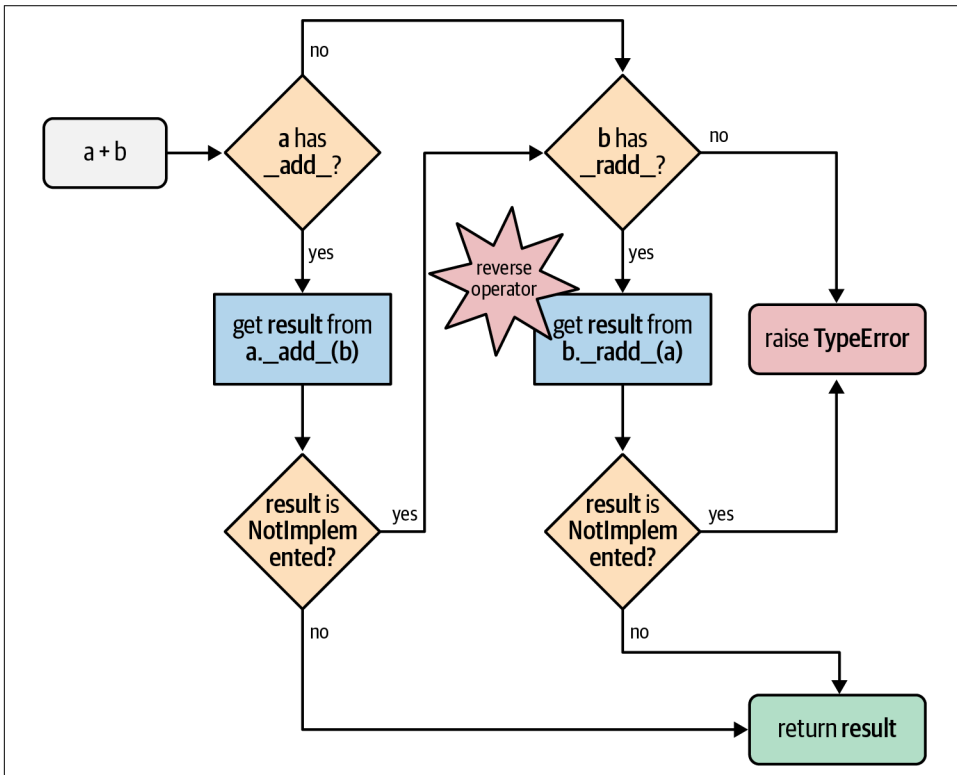 no
a + b
a has
__add__?
b has
__radd__?
no
yes
yes
reverse
operator
get result from
a.__add__(b)
get result from
b.__radd__(a)
raise TypeError
result is
NotImplem
ented?
yes
result is
NotImplem
ented?
yes
no
no
return result